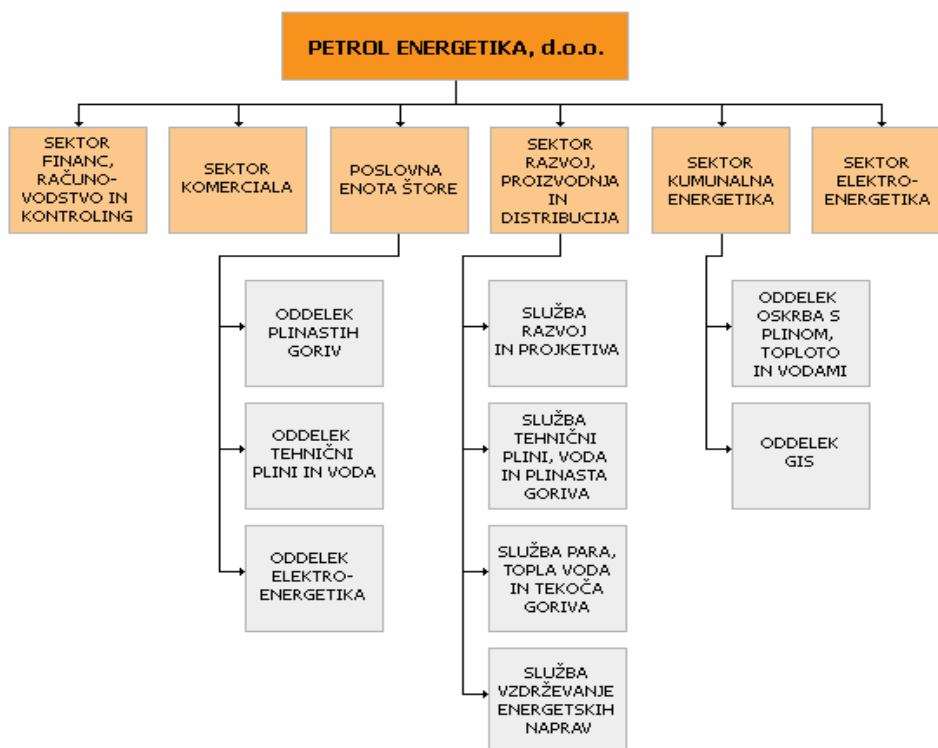 PETROL ENERGETIKA, d.o.o.
SEKTOR
FINANC,
RAČUNO-
VODSTVO IN
KONTROLING
SEKTOR
KOMERCIALA
POSLOVNA
ENOTA ŠTORE
SEKTOR
RAZVOJ,
PROIZVODNJA
IN
DISTRIBUCIJA
SEKTOR
KUMUNALNA
ENERGETIKA
SEKTOR
ELEKTRO-
ENERGETIKA
ODDELEK
PLINASTIH
GORIV
ODDELEK
TEHNIČNI
PLINI IN VODA
ODDELEK
ELEKTRO-
ENERGETIKA
SLUŽBA
RAZVOJ
IN PROJKETIVA
SLUŽBA
TEHNIČNI
PLINI, VODA
IN PLINASTA
GORIVA
SLUŽBA PARA,
TOPLA VODA
IN TEKOČA
GORIVA
SLUŽBA
VZDRŽEVANJE
ENERGETSKIH
NAPRAV
ODDELEK
OSKRBA S
PLINOM,
TOPLOTO
IN VODAMI
ODDELEK
GIS